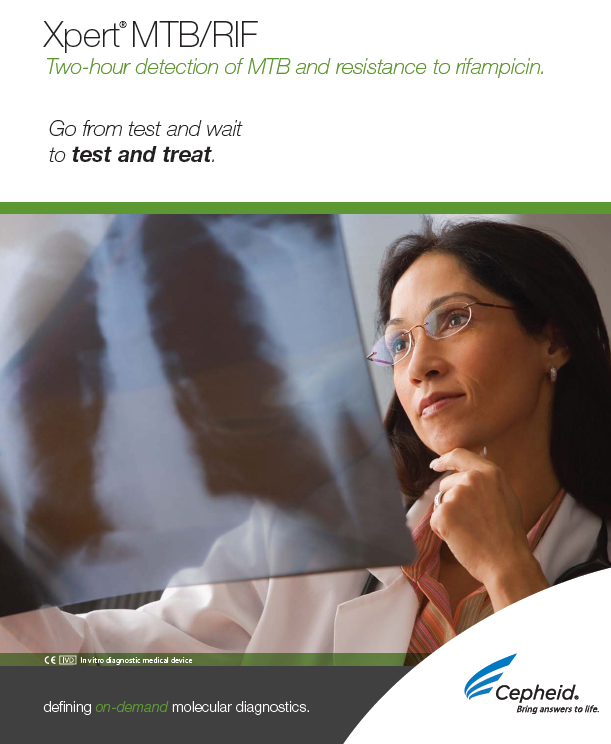 Xpert® MTB/RIF
Two-hour detection of MTB and resistance to rifampicin.
Go from test and wait
to test and treat.
CE IVD In vitro diagnostic medical device
Cepheid.
Bring answers to life.
defining on-demand molecular diagnostics.